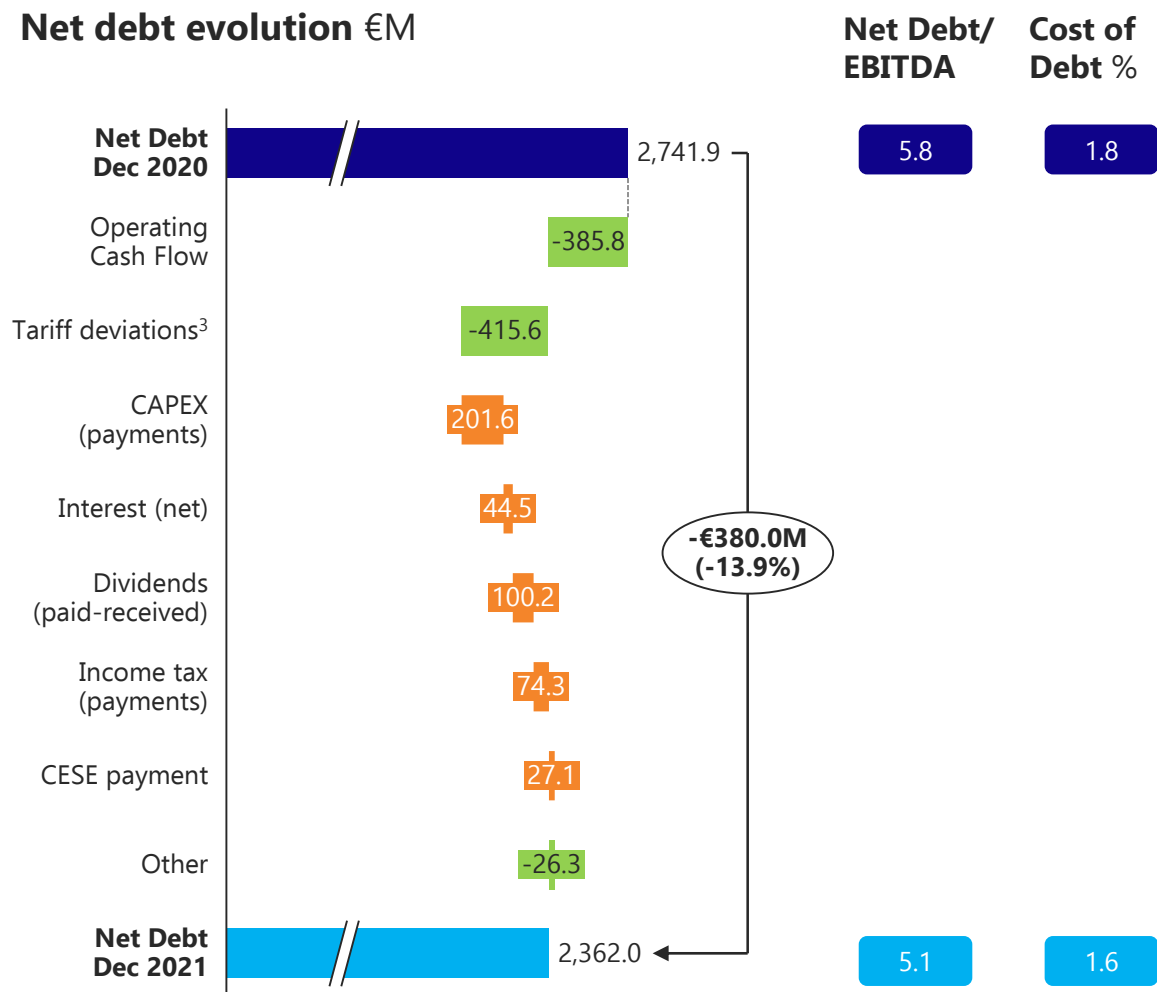 Net debt evolution €M
Net Debt/
EBITDA
Cost of
Debt %
Net Debt
Dec 2020
2,741.9
5.8
1.8
Operating
Cash Flow
-385.8
Tariff deviations3
-415.6
CAPEX
(payments)
201.6
Interest (net)
44.5
-€380.0M
(-13.9%)
Dividends
(paid-received)
100.2
Income tax
(payments)
74.3
CESE payment
27.1
Other
-26.3
Net Debt
Dec 2021
2,362.0
5.1
1.6